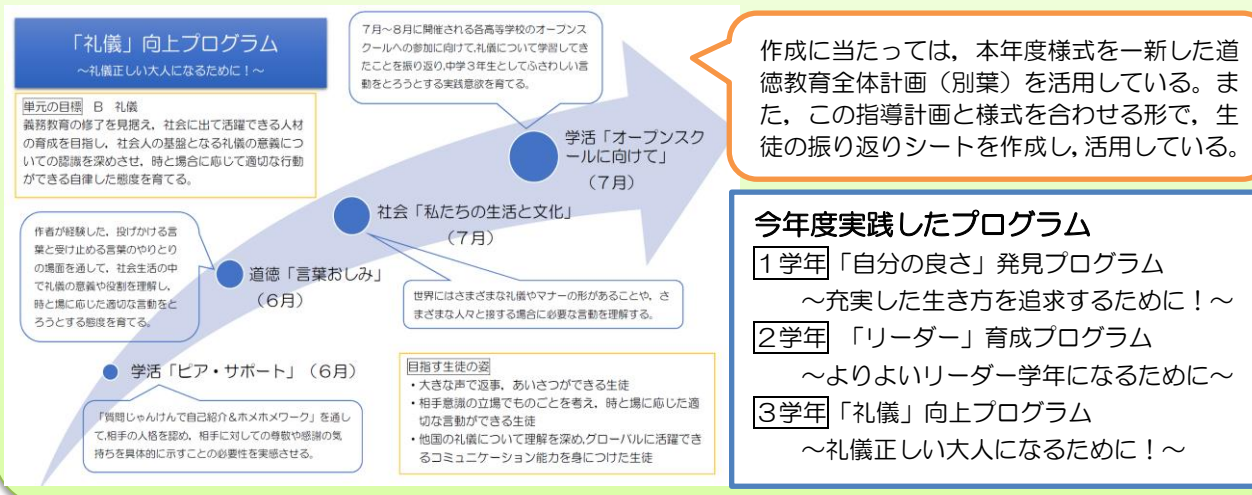 「礼儀」向上プログラム
～礼儀正しい大人になるために！～
単元の目標 B 礼儀
義務教育の修了を見据え，社会に出て活躍できる人材
の育成を目指し，社会人の基盤となる礼儀の意義につ
いての認識を深めさせ，時と場合に応じて適切な行動
ができる自律した態度を育てる。
7月～8月に開催される各高等学校のオープンス
クールへの参加に向けて,礼儀について学習してき
たことを振り返り,中学３年生としてふさわしい言
動をとろうとする実践意欲を育てる。
学活「オープンスク
ールに向けて」
（7月）
社会「私たちの生活と文化」
（7月）
世界にはさまざまな礼儀やマナーの形があることや，さ
まざまな人々と接する場合に必要な言動を理解する。
作者が経験した，投げかける言
葉と受け止める言葉のやりとり
の場面を通して，社会生活の中
で礼儀の意義や役割を理解し，
時と場に応じた適切な言動をと
ろうとする態度を育てる。
道徳「言葉おしみ」
（６月）
学活「ピア・サポート」（６月）
「質問じゃんけんで自己紹介＆ホメホメワーク」を通し
て,相手の人格を認め，相手に対しての尊敬や感謝の気
持ちを具体的に示すことの必要性を実感させる。
目指す生徒の姿
・大きな声で返事，あいさつができる生徒
・相手意識の立場でものごとを考え，時と場に応じた適
切な言動ができる生徒
・他国の礼儀について理解を深め,グローバルに活躍でき
るコミュニケーション能力を身につけた生徒
作成に当たっては，本年度様式を一新した道
徳教育全体計画（別葉）を活用している。ま
た，この指導計画と様式を合わせる形で，生
徒の振り返りシートを作成し,活用している。
今年度実践したプログラム
１学年「自分の良さ」発見プログラム
～充実した生き方を追求するために！～
２学年 「リーダー」育成プログラム
～よりよいリーダー学年になるために～
３学年「礼儀」向上プログラム
～礼儀正しい大人になるために！～